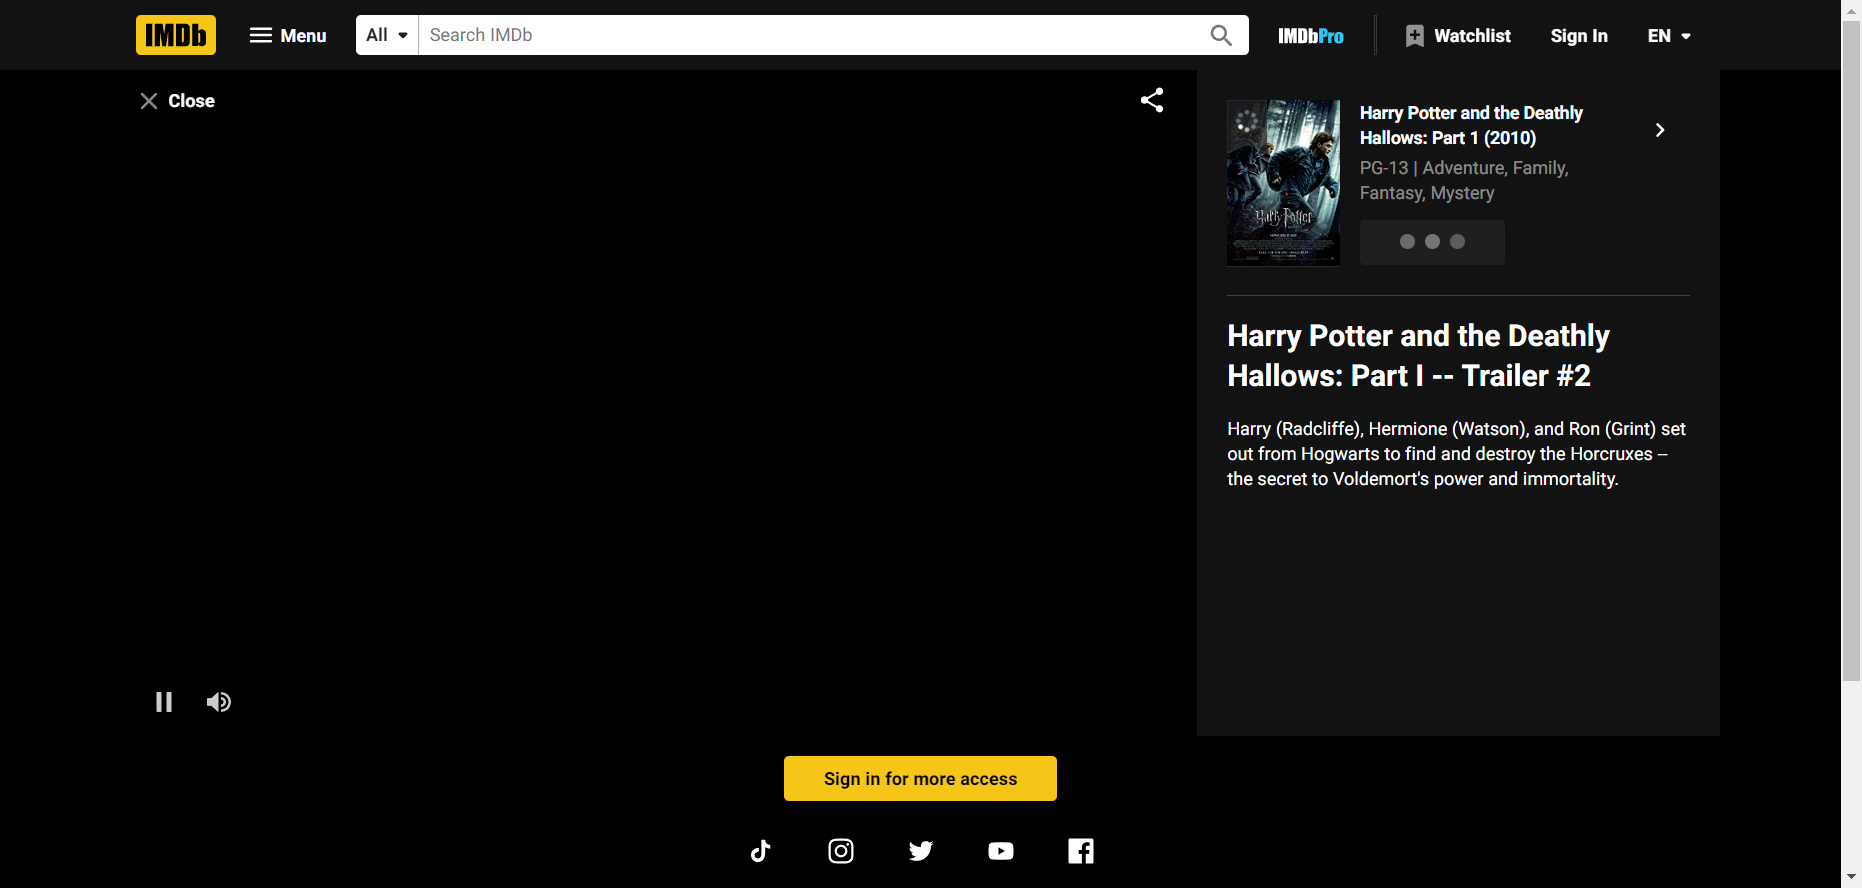 IMDb
Menu
All
Search IMDb
IMDbPro
Watchlist
Sign In
EN
Close
Harry Potter and the Deathly
Hallows: Part 1 (2010)
PG-13 | Adventure, Family,
Fantasy, Mystery
Harry Potter
Harry Potter and the Deathly
Hallows: Part I -- Trailer #2
Harry (Radcliffe), Hermione (Watson), and Ron (Grint) set
out from Hogwarts to find and destroy the Horcruxes --
the secret to Voldemort's power and immortality.
Sign in for more access